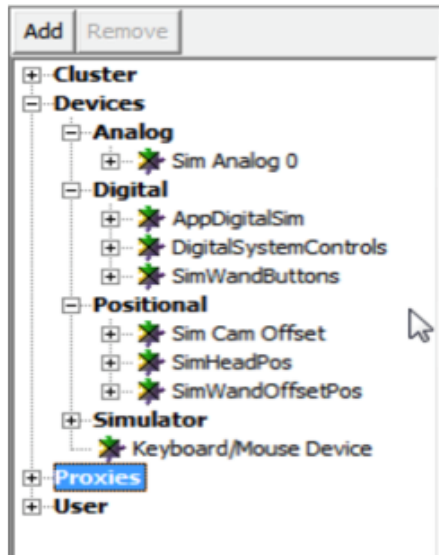 Add Remove
Cluster
Devices
Analog
Sim Analog 0
Digital
AppDigitalSim
DigitalSystemControls
SimWandButtons
Positional
Sim Cam Offset
SimHeadPos
SimWandOffsetPos
Simulator
Keyboard/Mouse Device
Proxies
User